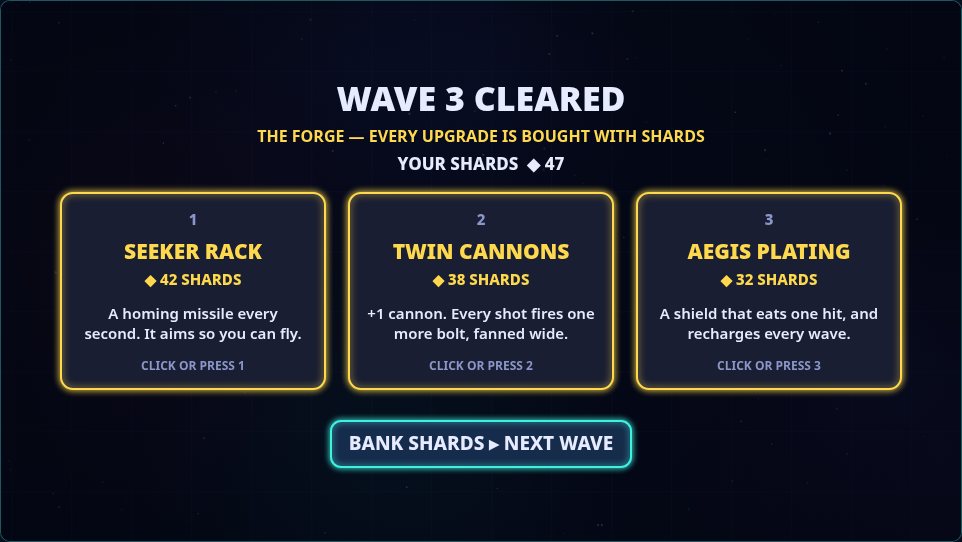 WAVE 3 CLEARED
THE FORGE — EVERY UPGRADE IS BOUGHT WITH SHARDS
YOUR SHARDS ◆ 47
1
SEEKER RACK
◆ 42 SHARDS
A homing missile every
second. It aims so you can fly.
CLICK OR PRESS 1
2
TWIN CANNONS
◆ 38 SHARDS
+1 cannon. Every shot fires one
more bolt, fanned wide.
CLICK OR PRESS 2
3
AEGIS PLATING
◆ 32 SHARDS
A shield that eats one hit, and
recharges every wave.
CLICK OR PRESS 3
BANK SHARDS ▸ NEXT WAVE